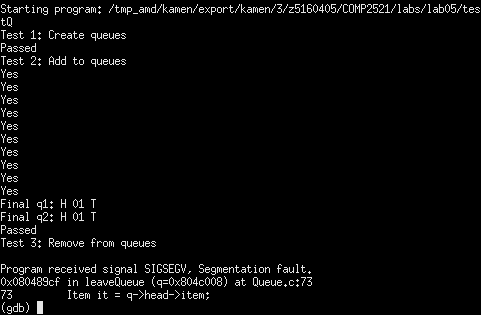 Starting program: /tmp_amd/kamen/export/kamen/3/z5160405/COMP2521/labs/lab05/tes
tQ
Test 1: Create queues
Passed
Test 2: Add to queues
Yes
Yes
Yes
Yes
Yes
Yes
Yes
Yes
Yes
Yes
Final q1: H 01 T
Final q2: H 01 T
Passed
Test 3: Remove from queues
Program received signal SIGSEGV, Segmentation fault.
0x080489cf in leaveQueue (q=0x804c008) at Queue.c:73
73 Item it = q->head->item;
(gdb)